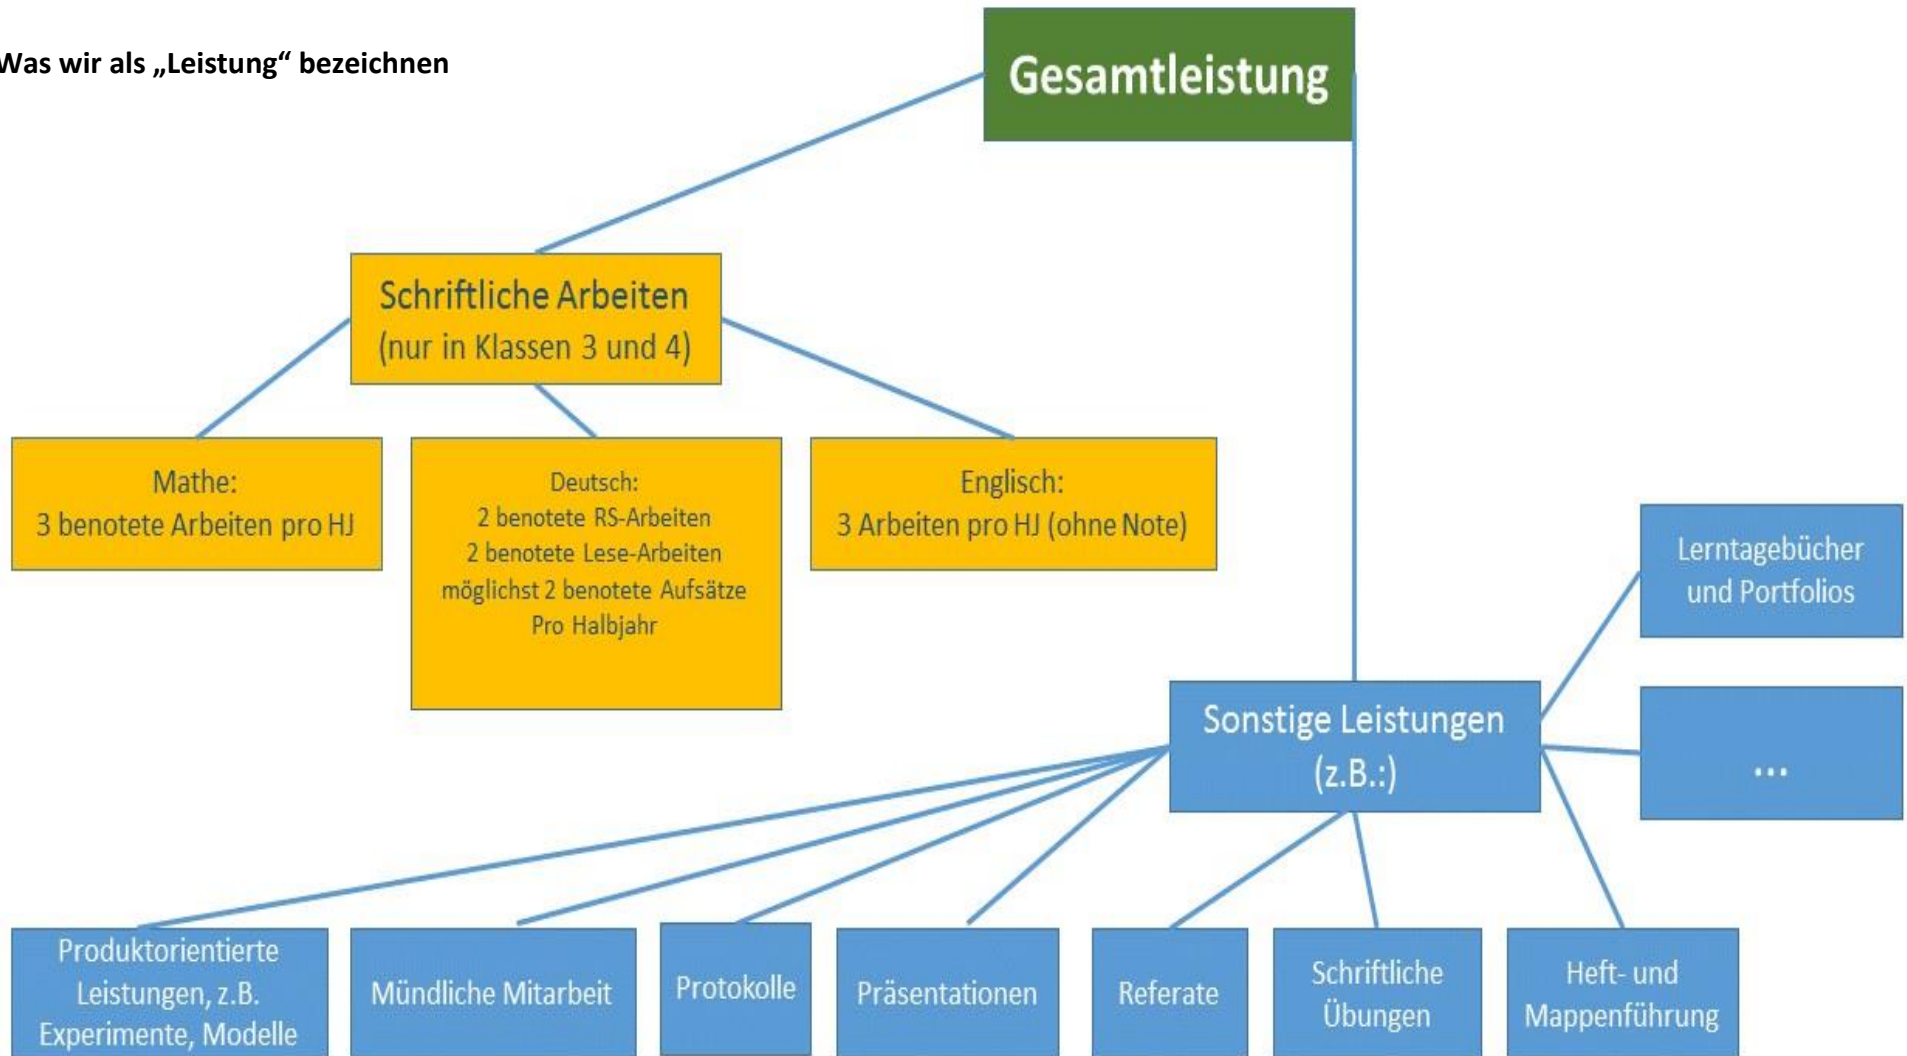 Was wir als „Leistung“ bezeichnen
Gesamtleistung
Schriftliche Arbeiten
(nur in Klassen 3 und 4)
Mathe:
3 benotete Arbeiten pro HJ
Deutsch:
2 benotete RS-Arbeiten
2 benotete Lese-Arbeiten
möglichst 2 benotete Aufsätze
Pro Halbjahr
Englisch:
3 Arbeiten pro HJ (ohne Note)
Lerntagebücher
und Portfolios
Sonstige Leistungen
(z.B.:)
...
Produktorientierte
Leistungen, z.B.
Experimente, Modelle
Mündliche Mitarbeit
Protokolle
Präsentationen
Referate
Schriftliche
Übungen
Heft- und
Mappenführung